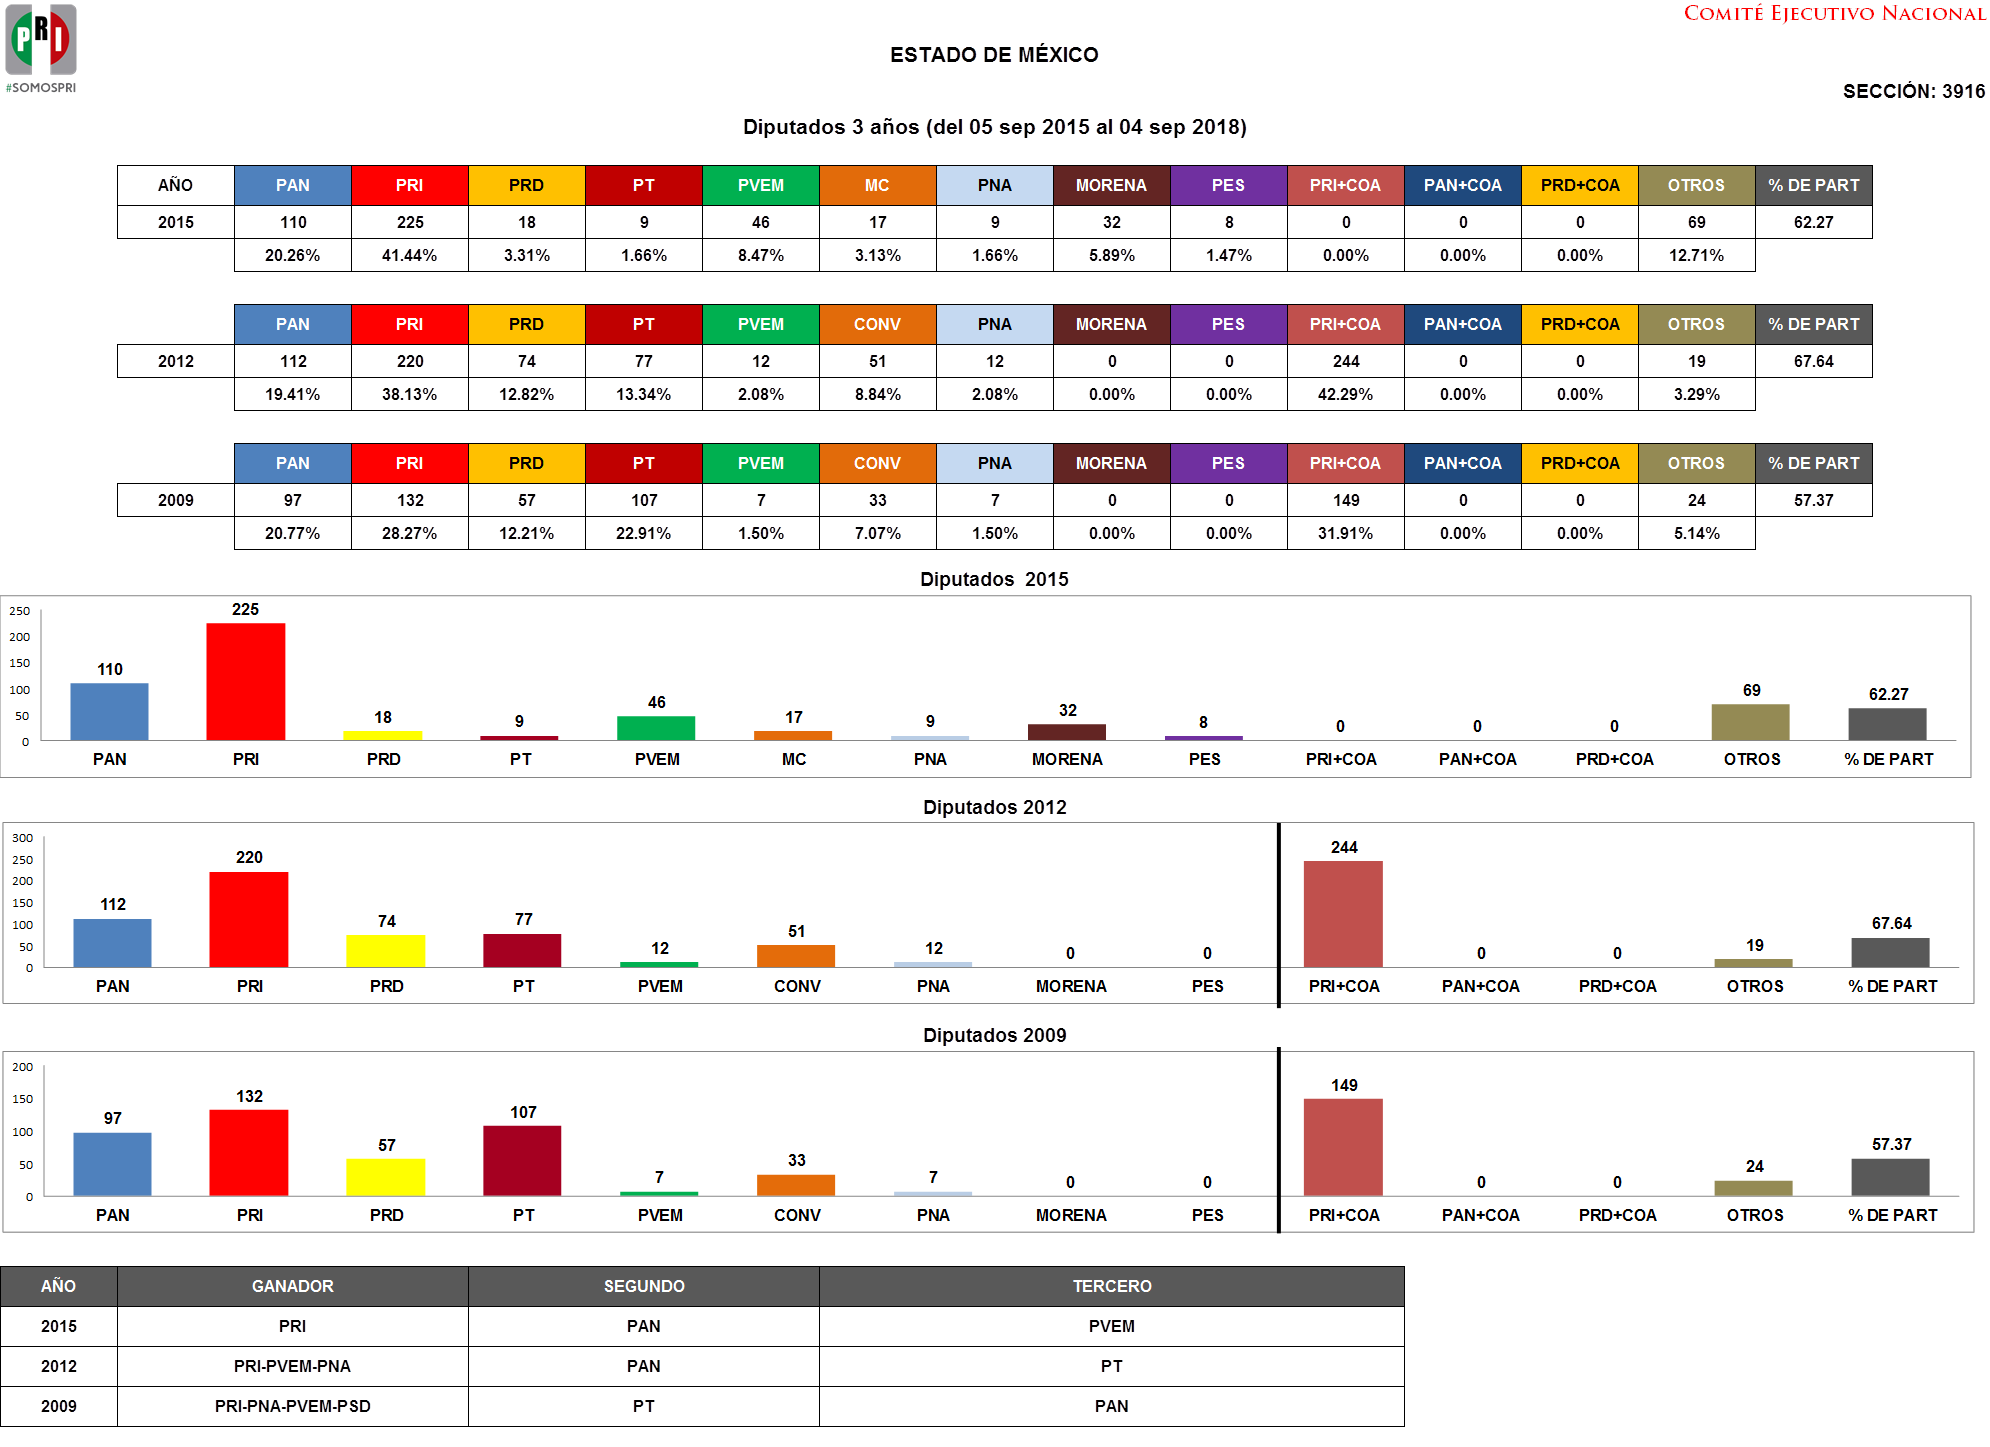 PRI
#SOMOSPRI
COMITÉ EJECUTIVO NACIONAL
ESTADO DE MÉXICO
SECCIÓN: 3916
Diputados 3 años (del 05 sep 2015 al 04 sep 2018)
AÑO PAN PRI PRD PT PVEM MC PNA MORENA PES PRI+COA PAN+COA PRD+COA OTROS % DE PART
2015 110 225 18 9 46 17 9 32 8 0 0 0 69 62.27
20.26% 41.44% 3.31% 1.66% 8.47% 3.13% 1.66% 5.89% 1.47% 0.00% 0.00% 0.00% 12.71%
PAN PRI PRD PT PVEM CONV PNA MORENA PES PRI+COA PAN+COA PRD+COA OTROS % DE PART
2012 112 220 74 77 12 51 12 0 0 244 0 0 19 67.64
19.41% 38.13% 12.82% 13.34% 2.08% 8.84% 2.08% 0.00% 0.00% 42.29% 0.00% 0.00% 3.29%
PAN PRI PRD PT PVEM CONV PNA MORENA PES PRI+COA PAN+COA PRD+COA OTROS % DE PART
2009 97 132 57 107 7 33 7 0 0 149 0 0 24 57.37
20.77% 28.27% 12.21% 22.91% 1.50% 7.07% 1.50% 0.00% 0.00% 31.91% 0.00% 0.00% 5.14%
Diputados 2015
250
200
150
100
50
0
110 225 18 9 46 17 9 32 8 0 0 0 69 62.27
PAN PRI PRD PT PVEM MC PNA MORENA PES PRI+COA PAN+COA PRD+COA OTROS % DE PART
Diputados 2012
300
250
200
150
100
50
0
112 220 74 77 12 51 12 0 0 244 0 0 19 67.64
PAN PRI PRD PT PVEM CONV PNA MORENA PES PRI+COA PAN+COA PRD+COA OTROS % DE PART
Diputados 2009
200
150
100
50
0
97 132 57 107 7 33 7 0 0 149 0 0 24 57.37
PAN PRI PRD PT PVEM CONV PNA MORENA PES PRI+COA PAN+COA PRD+COA OTROS % DE PART
AÑO GANADOR SEGUNDO TERCERO
2015 PRI PAN PVEM
2012 PRI-PVEM-PNA PAN PT
2009 PRI-PNA-PVEM-PSD PT PAN